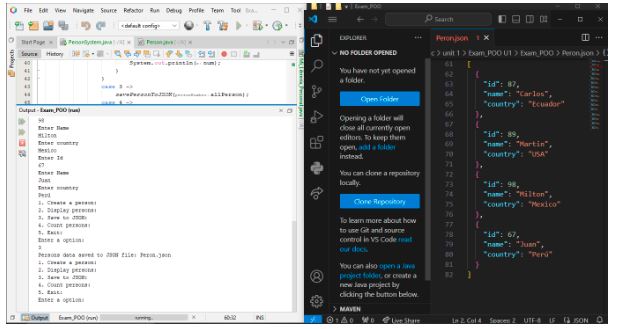 File Edit View Navigate Source Refactor Run Debug Profile Team Tool
<default config>
Start Page
PersonSystem.java
Person.java
Source History
40
System.out.println(
num);
41
}
42
}
43
case 3 ->
44
savePersonToJSON(
allPerson);
45
case 4 ->
Output - Exam_POO (run)
98
Enter Name
Milton
Enter country
Mexico
Enter Id
67
Enter Name
Juan
Enter country
Perú
1. Create a person:
2. Display persons:
3. Save to JSON:
4. Count persons:
5. Exit:
Enter a option:
3
Persons data saved to JSON file: Peron.json
1. Create a person:
2. Display persons:
3. Save to JSON:
4. Count persons:
5. Exit:
Enter a option:
Output
Exam_POO (run)
running...
60:32
INS
Projects
Exam_POO
Search
EXPLORER
NO FOLDER OPENED
You have not yet opened
a folder.
Open Folder
Opening a folder will
close all currently open
editors. To keep them
open, add a folder
instead.
You can clone a repository
locally.
Clone Repository
To learn more about how
to use Git and source
control in VS Code read
our docs.
You can also open a Java
project folder, or create a
new Java project by
clicking the button below.
MAVEN
Peron.json 1
c > unit 1 > Exam_POO U1 > Exam_POO > Peron.json >
61 [
62 {
63 "id": 87,
64 "name": "Carlos",
65 "country": "Ecuador"
66 },
67 {
68 "id": 89,
69 "name": "Martin",
70 "country": "USA"
71 },
72 {
73 "id": 98,
74 "name": "Milton",
75 "country": "Mexico"
76 },
77 {
78 "id": 67,
79 "name": "Juan",
80 "country": "Perú"
81 }
82 ]
1 0 0 Live Share
Ln 2, Col 4 Spaces: 2 UTF-8 LF JSON